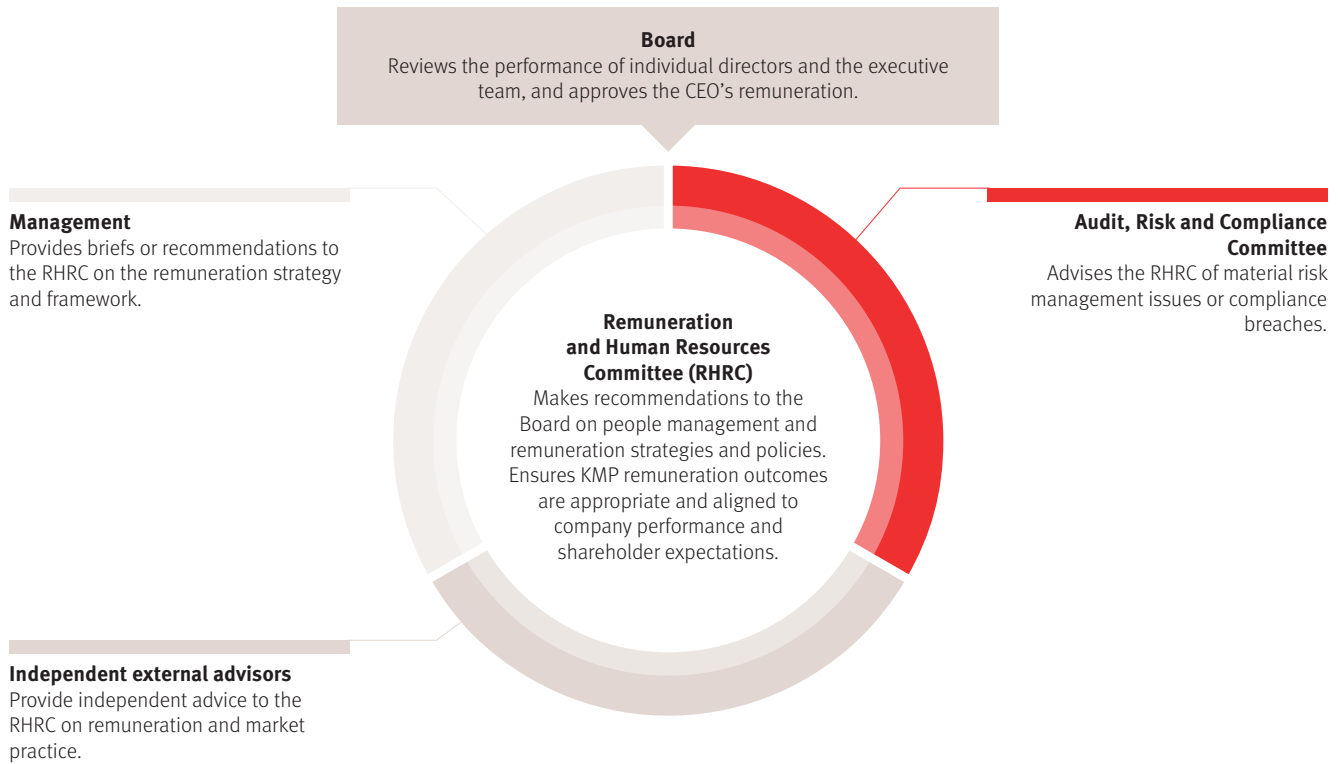 Board
Reviews the performance of individual directors and the executive
team, and approves the CEO’s remuneration.
Management
Provides briefs or recommendations to
the RHRC on the remuneration strategy
and framework.
Audit, Risk and Compliance
Committee
Advises the RHRC of material risk
management issues or compliance
breaches.
Remuneration
and Human Resources
Committee (RHRC)
Makes recommendations to the
Board on people management and
remuneration strategies and policies.
Ensures KMP remuneration outcomes
are appropriate and aligned to
company performance and
shareholder expectations.
Independent external advisors
Provide independent advice to the
RHRC on remuneration and market
practice.